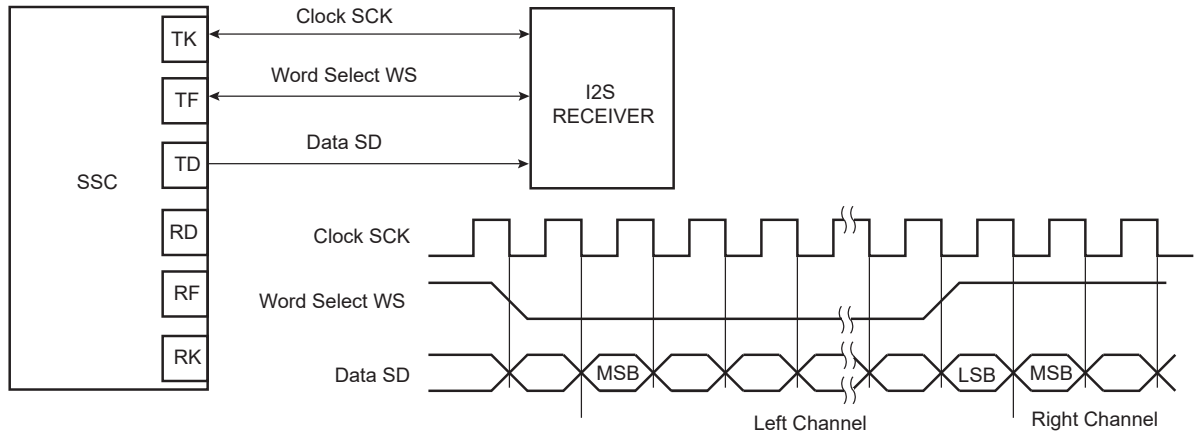 SSC
TK
TF
TD
RD
RF
RK
Clock SCK
Word Select WS
Data SD
I2S
RECEIVER
Clock SCK
Word Select WS
Data SD
MSB
LSB
MSB
Left Channel
Right Channel